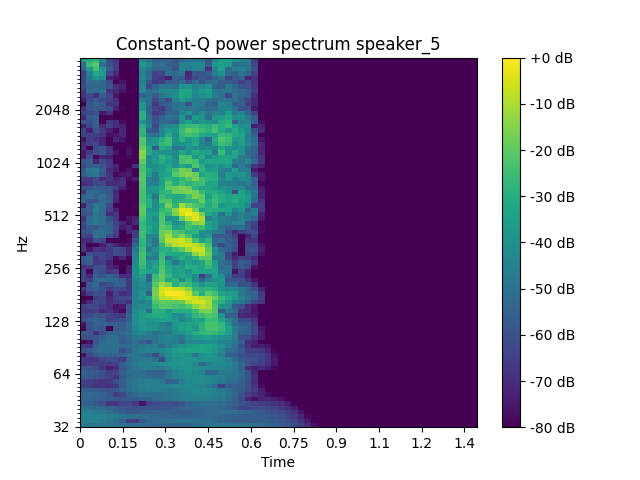 Constant-Q power spectrum speaker_5
Hz
2048
1024
512
256
128
64
32
0 0.15 0.3 0.45 0.6 0.75 0.9 1.1 1.2 1.4
Time
+0 dB
-10 dB
-20 dB
-30 dB
-40 dB
-50 dB
-60 dB
-70 dB
-80 dB